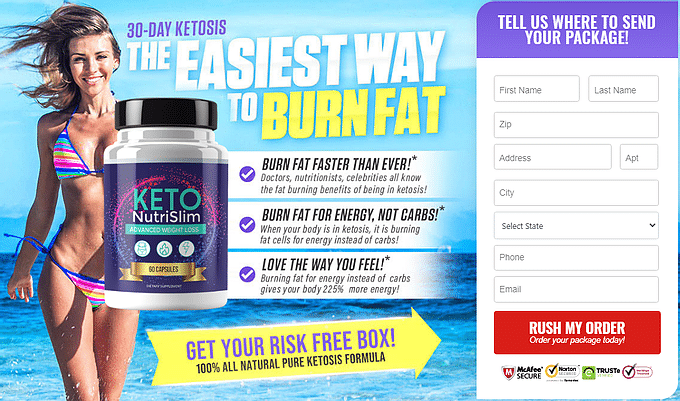 30-DAY KETOSIS
THE EASIEST WAY
TO BURN FAT
BURN FAT FASTER THAN EVER!*
Doctors, nutritionists, celebrities all know
the fat burning benefits of being in ketosis!
BURN FAT FOR ENERGY, NOT CARBS!*
When your body is in ketosis, it is burning
fat cells for energy instead of carbs!
LOVE THE WAY YOU FEEL!*
Burning fat for energy instead of carbs
gives your body 225% more energy!
KETO
NutriSlim
ADVANCED WEIGHT LOSS
60 CAPSULES
DIETARY SUPPLEMENT
GET YOUR RISK FREE BOX!
100% ALL NATURAL PURE KETOSIS FORMULA
TELL US WHERE TO SEND
YOUR PACKAGE!
First Name
Last Name
Zip
Address
Apt
City
Select State
Phone
Email
RUSH MY ORDER
Order your package today!
McAfee
SECURE
Norton
TRUSTe